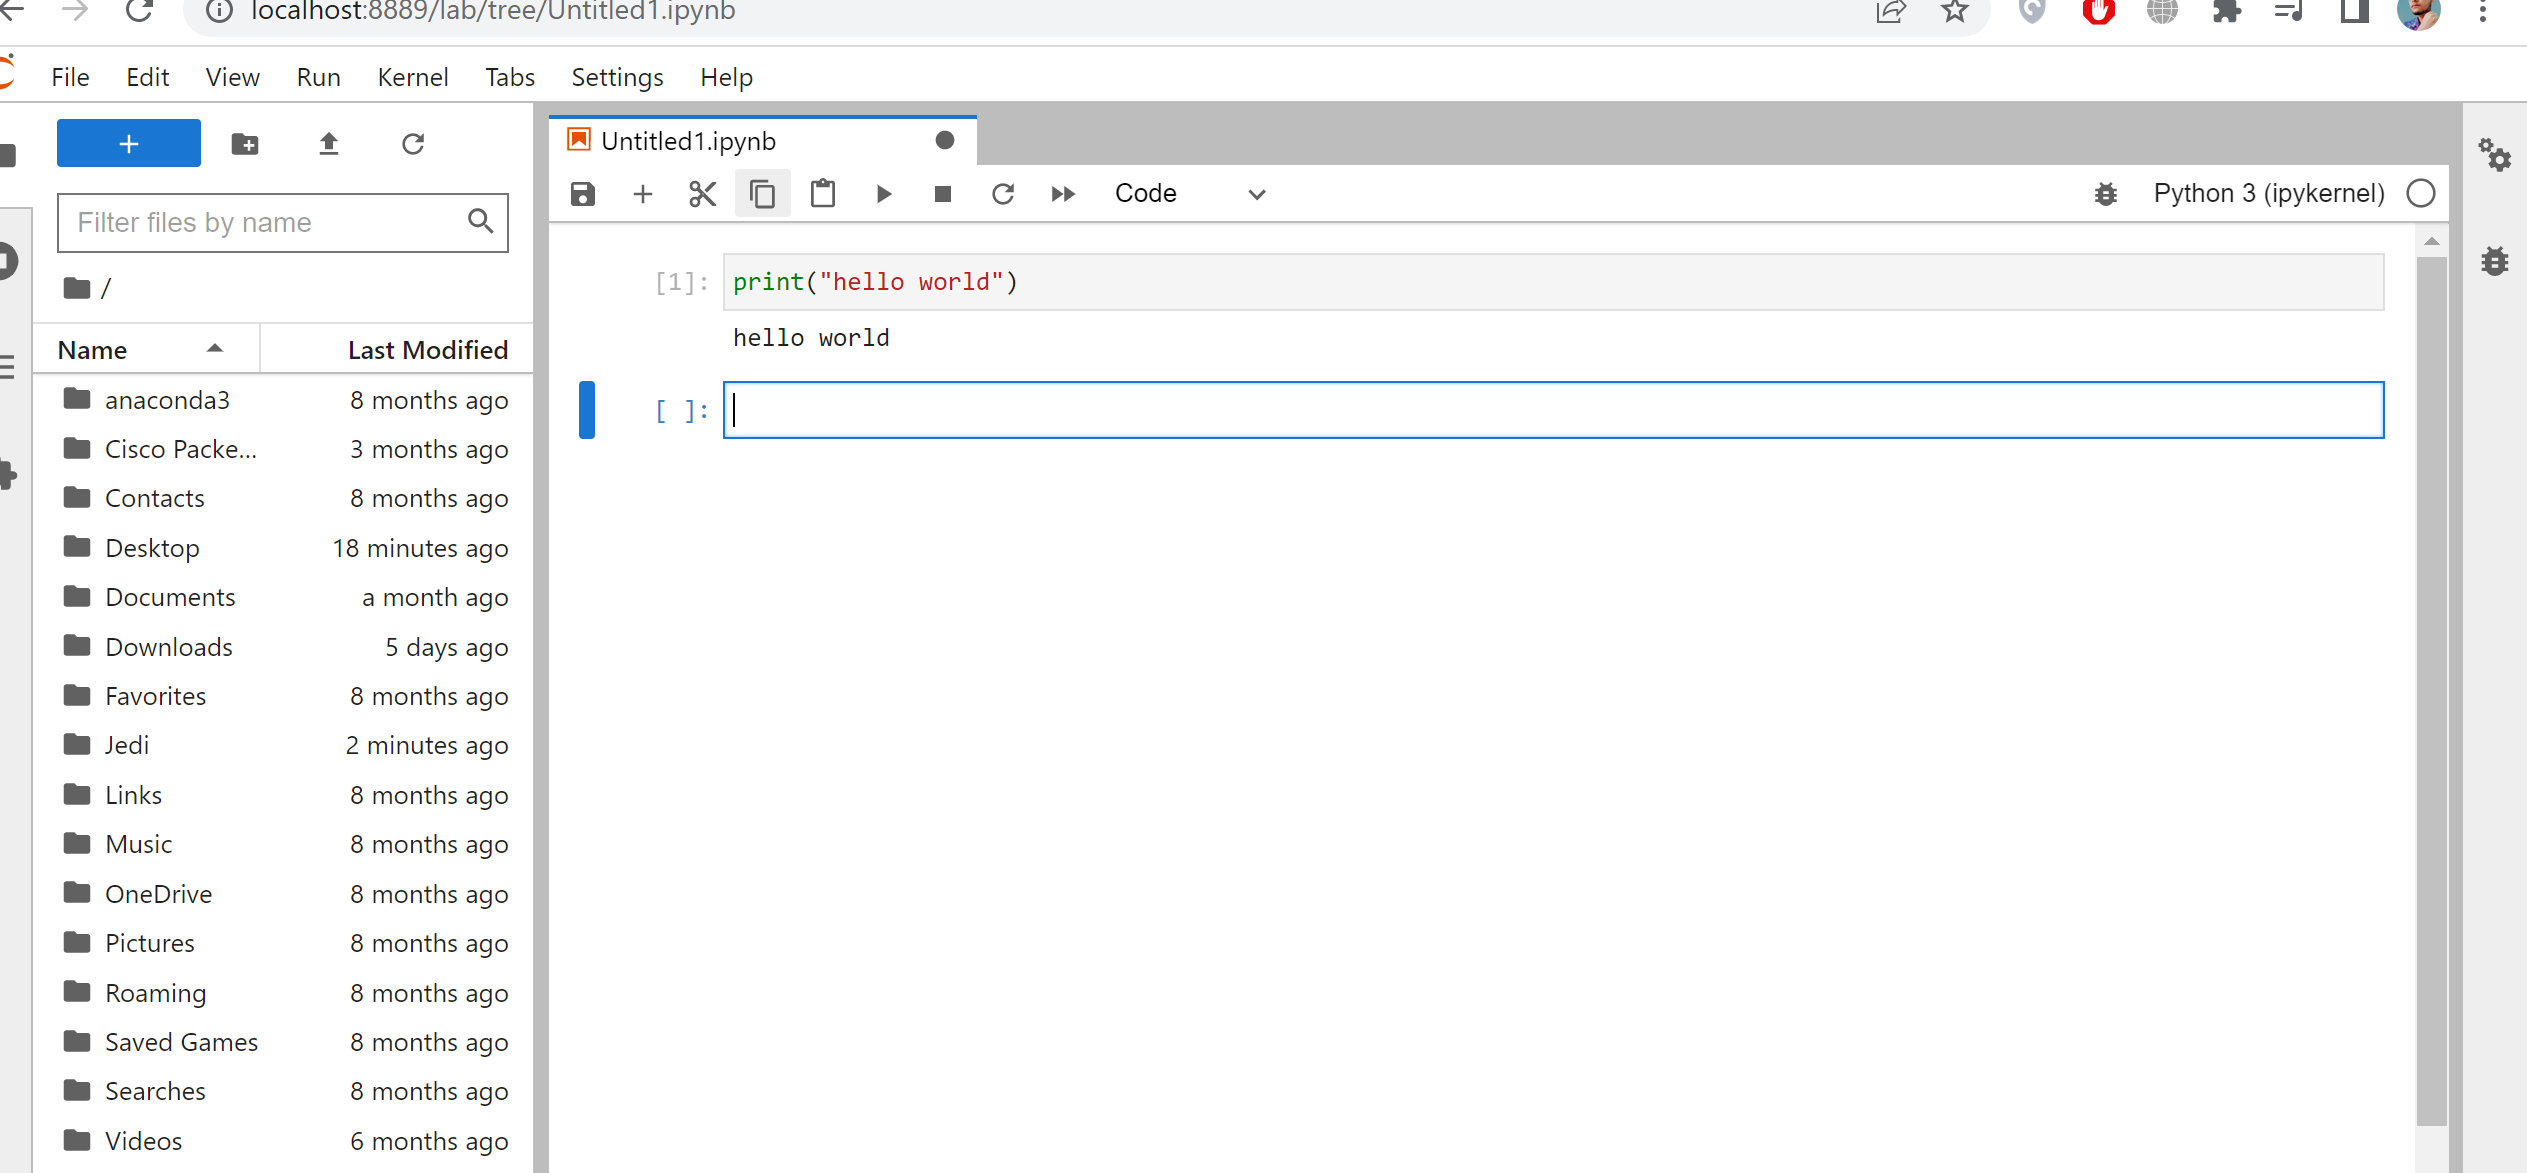 localhost:8889/lab/tree/Untitled1.ipynb
File Edit View Run Kernel Tabs Settings Help
Filter files by name
/
Name Last Modified
anaconda3 8 months ago
Cisco Packe... 3 months ago
Contacts 8 months ago
Desktop 18 minutes ago
Documents a month ago
Downloads 5 days ago
Favorites 8 months ago
Jedi 2 minutes ago
Links 8 months ago
Music 8 months ago
OneDrive 8 months ago
Pictures 8 months ago
Roaming 8 months ago
Saved Games 8 months ago
Searches 8 months ago
Videos 6 months ago
Untitled1.ipynb
Code Python 3 (ipykernel)
[1]: print("hello world")
hello world
[ ]: